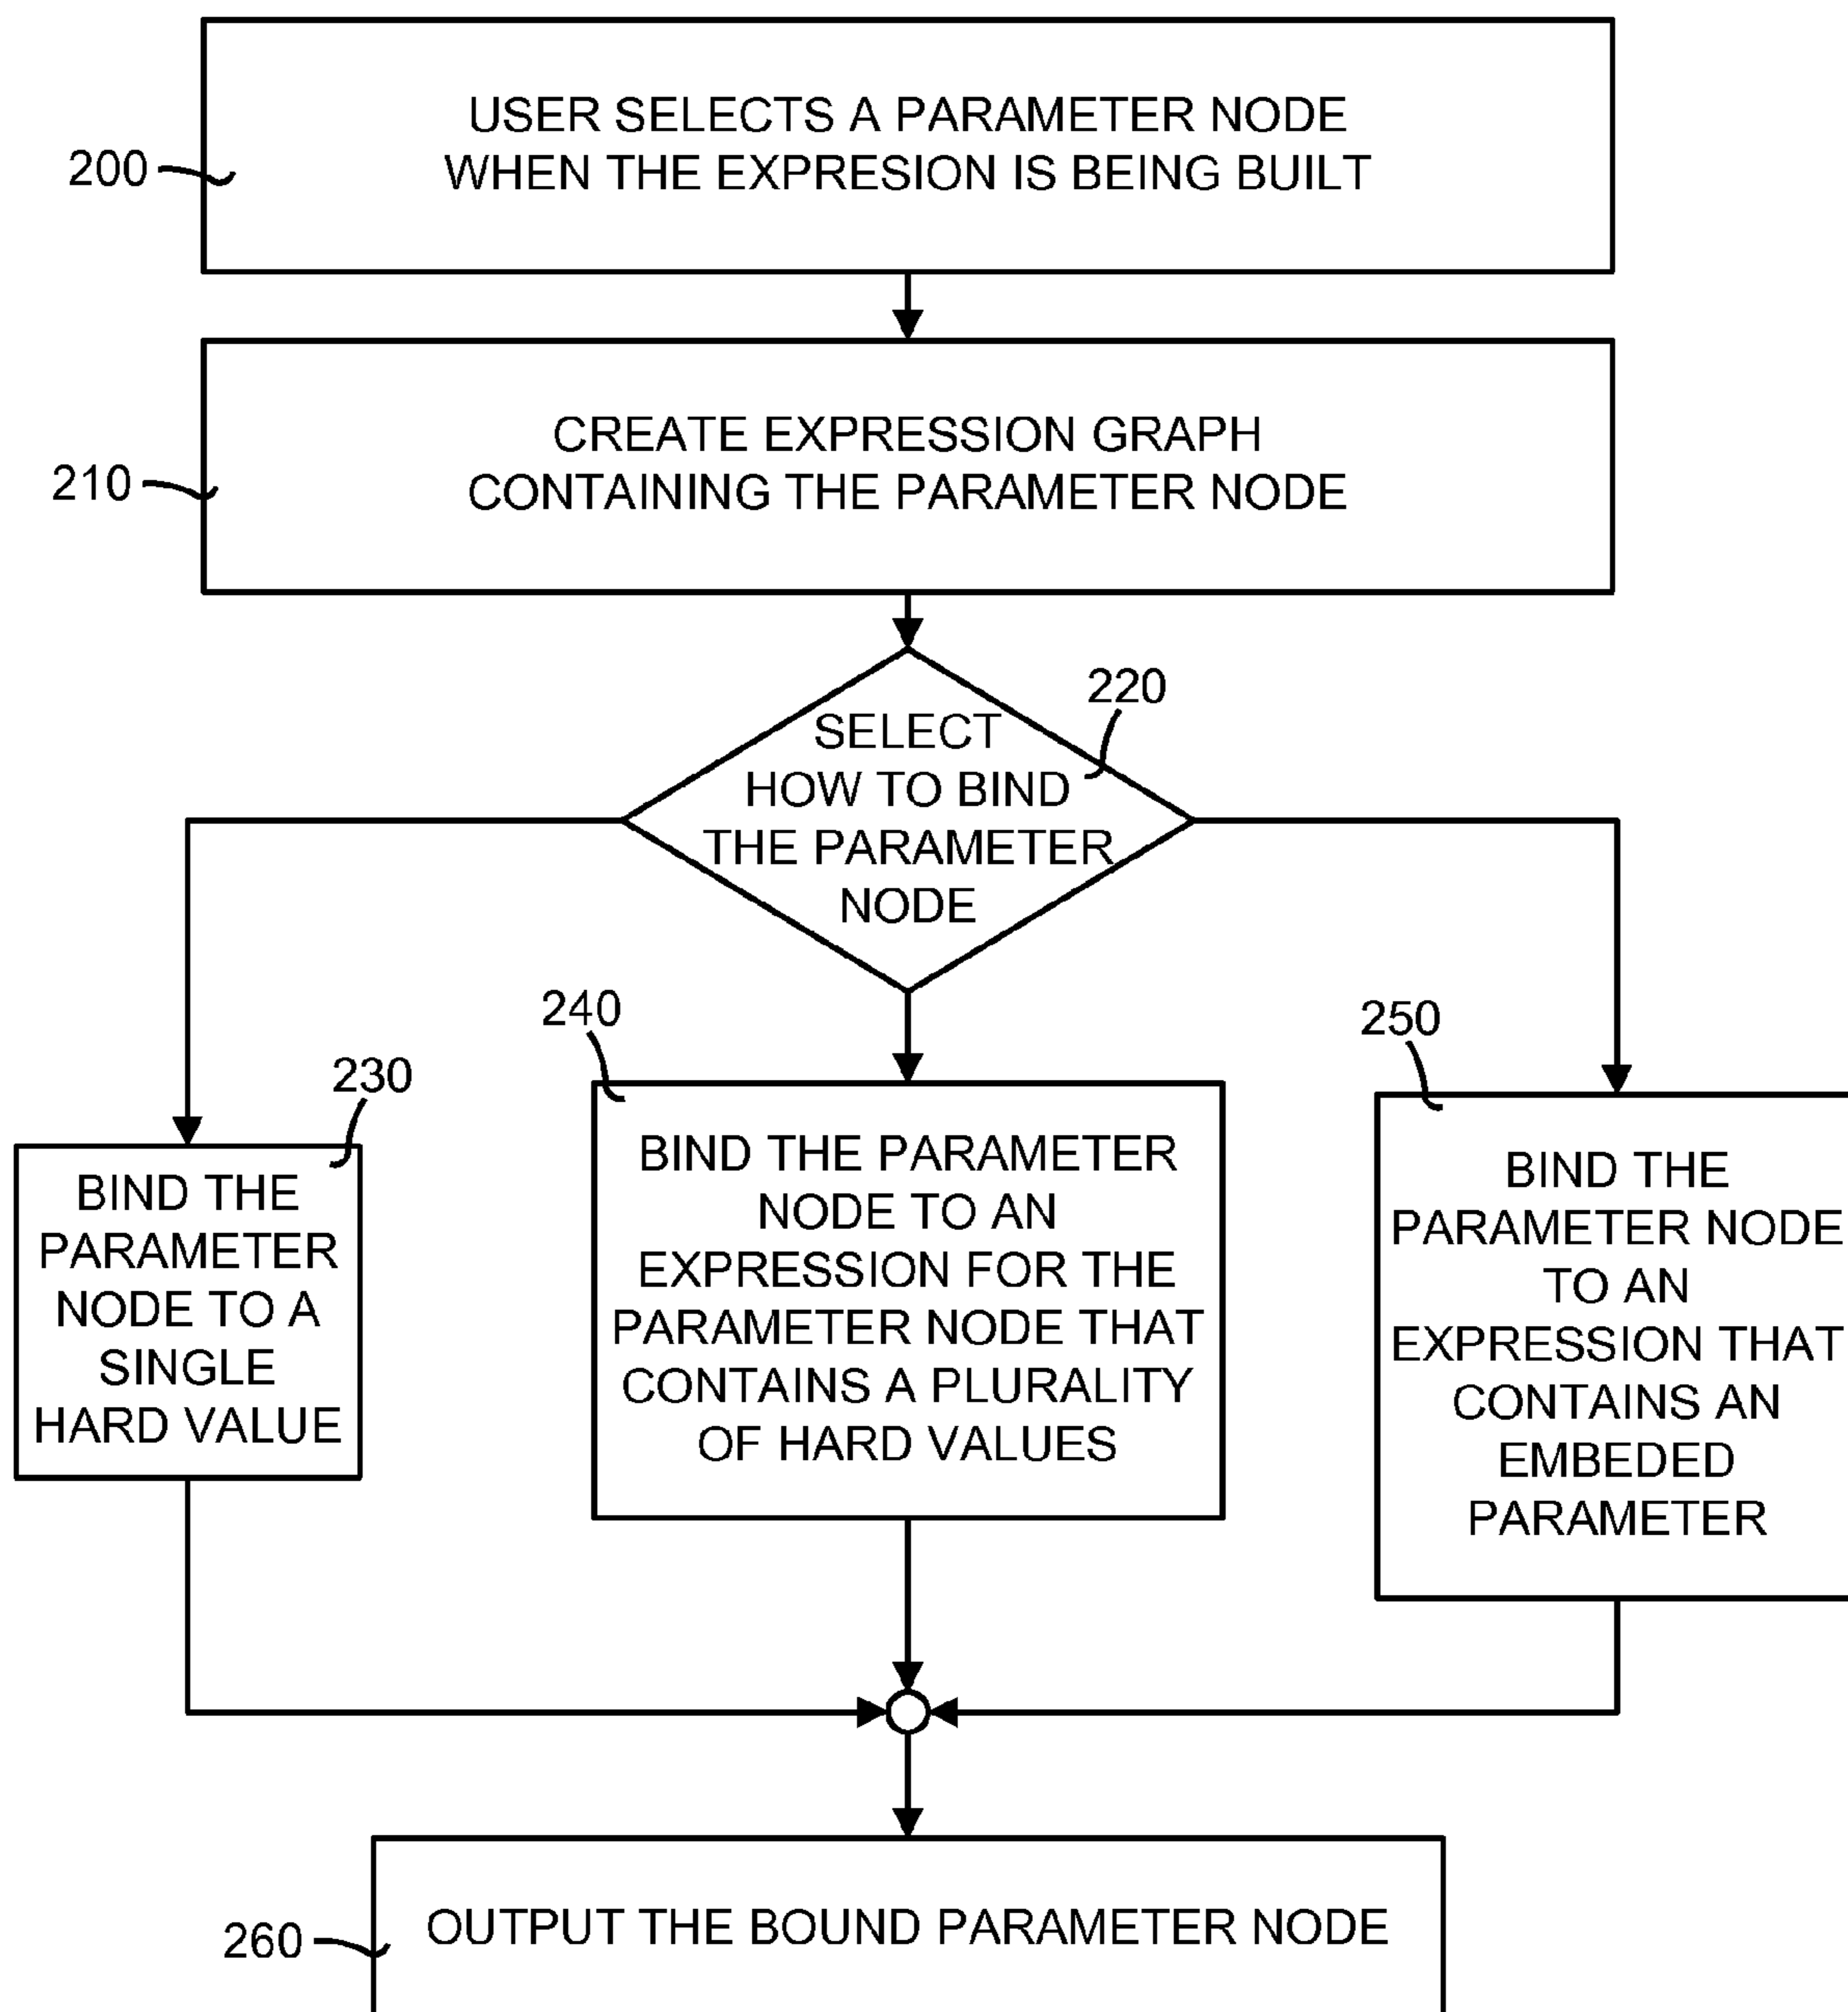 USER SELECTS A PARAMETER NODE
WHEN THE EXPRESION IS BEING BUILT
200
CREATE EXPRESSION GRAPH
CONTAINING THE PARAMETER NODE
210
220
SELECT
HOW TO BIND
THE PARAMETER
NODE
230
BIND THE
PARAMETER
NODE TO A
SINGLE
HARD VALUE
240
BIND THE PARAMETER
NODE TO AN
EXPRESSION FOR THE
PARAMETER NODE THAT
CONTAINS A PLURALITY
OF HARD VALUES
250
BIND THE
PARAMETER NODE
TO AN
EXPRESSION THAT
CONTAINS AN
EMBEDED
PARAMETER
260
OUTPUT THE BOUND PARAMETER NODE